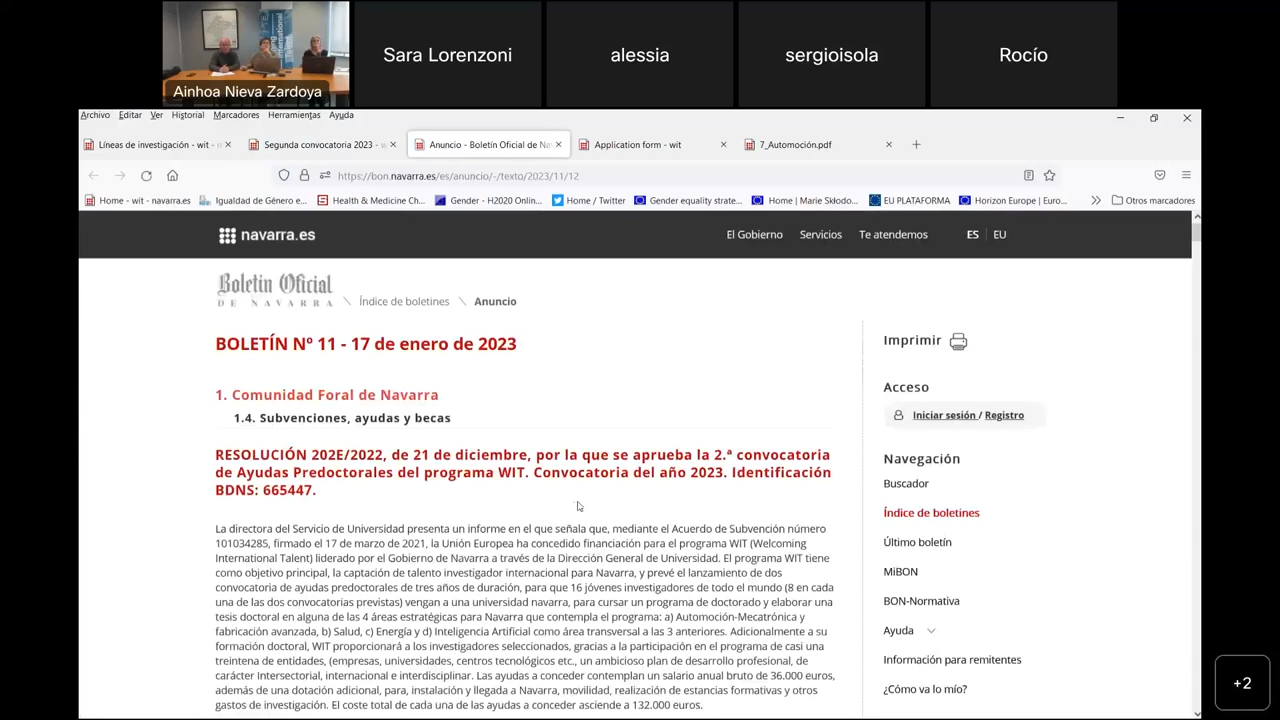 Ainhoa Nieva Zardoya
Sara Lorenzoni
alessia
sergioisola
Rocío
Archivo Editar Ver Historial Marcadores Herramientas Ayuda
Líneas de investigación - wit - n
Segunda convocatoria 2023 - w
Anuncio - Boletín Oficial de Na
Application form - wit
7_Automoción.pdf
https://bon.navarra.es/es/anuncio/-/texto/2023/11/12
Home - wit - navarra.es
Igualdad de Género e...
Health & Medicine Ch...
Gender - H2020 Onlin...
Home / Twitter
Gender equality strate...
Home | Marie Skłodo...
EU PLATAFORMA
Horizon Europe | Euro...
Otros marcadores
navarra.es
El Gobierno
Servicios
Te atendemos
ES | EU
Boletín Oficial
DE NAVARRA
Índice de boletines
Anuncio
BOLETÍN Nº 11 - 17 de enero de 2023
1. Comunidad Foral de Navarra
1.4. Subvenciones, ayudas y becas
RESOLUCIÓN 202E/2022, de 21 de diciembre, por la que se aprueba la 2.ª convocatoria
de Ayudas Predoctorales del programa WIT. Convocatoria del año 2023. Identificación
BDNS: 665447.
La directora del Servicio de Universidad presenta un informe en el que señala que, mediante el Acuerdo de Subvención número
101034285, firmado el 17 de marzo de 2021, la Unión Europea ha concedido financiación para el programa WIT (Welcoming
International Talent) liderado por el Gobierno de Navarra a través de la Dirección General de Universidad. El programa WIT tiene
como objetivo principal, la captación de talento investigador internacional para Navarra, y prevé el lanzamiento de dos
convocatoria de ayudas predoctorales de tres años de duración, para que 16 jóvenes investigadores de todo el mundo (8 en cada
una de las dos convocatorias previstas) vengan a una universidad navarra, para cursar un programa de doctorado y elaborar una
tesis doctoral en alguna de las 4 áreas estratégicas para Navarra que contempla el programa: a) Automoción-Mecatrónica y
fabricación avanzada, b) Salud, c) Energía y d) Inteligencia Artificial como área transversal a las 3 anteriores. Adicionalmente a su
formación doctoral, WIT proporcionará a los investigadores seleccionados, gracias a la participación en el programa de casi una
treintena de entidades, (empresas, universidades, centros tecnológicos etc., un ambicioso plan de desarrollo profesional, de
carácter Intersectorial, internacional e interdisciplinar. Las ayudas a conceder contemplan un salario anual bruto de 36.000 euros,
además de una dotación adicional, para, instalación y llegada a Navarra, movilidad, realización de estancias formativas y otros
gastos de investigación. El coste total de cada una de las ayudas a conceder asciende a 132.000 euros.
Imprimir
Acceso
Iniciar sesión / Registro
Navegación
Buscador
Índice de boletines
Último boletín
MiBON
BON-Normativa
Ayuda
Información para remitentes
¿Cómo va lo mío?
+2